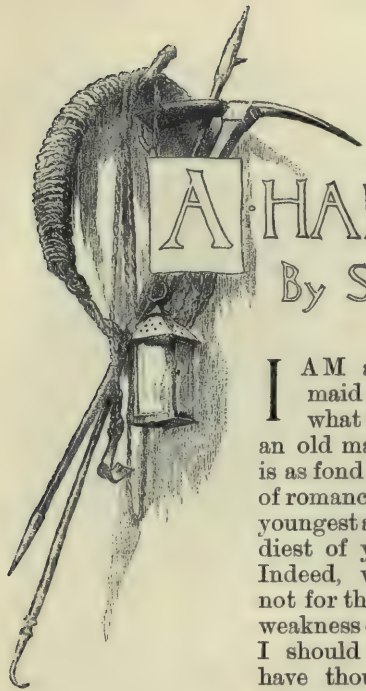 A HA
By S
I AM a
maid
what
an old ma
is as fond
of romanc
youngest a
diest of y
Indeed, w
not for th
weakness
I should
have thou